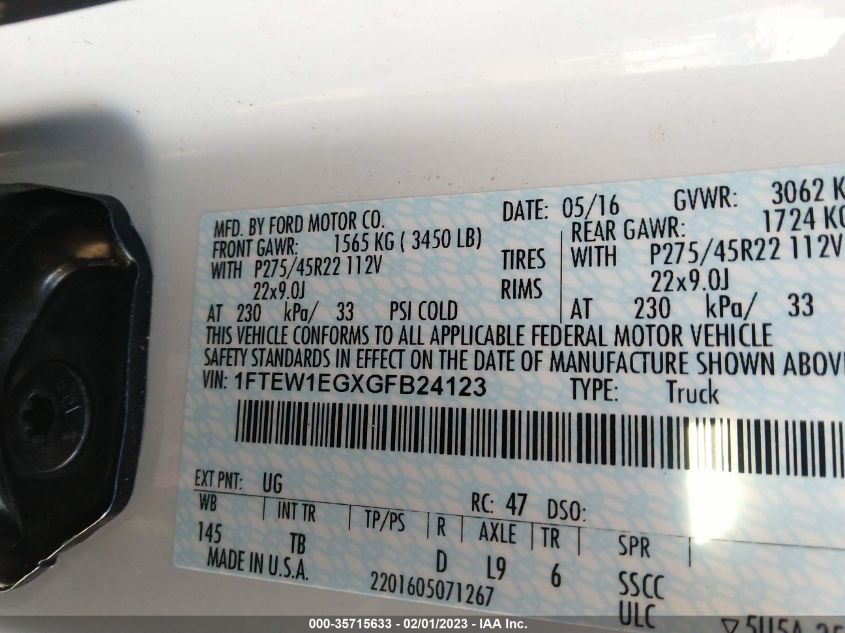 MFD. BY FORD MOTOR CO.
DATE: 05/16 GVWR: 3062 K
FRONT GAWR: 1565 KG ( 3450 LB) REAR GAWR: 1724 KG
WITH P275/45R22 112V TIRES WITH P275/45R22 112V
22x9.0J RIMS 22x9.0J
AT 230 kPa/ 33 PSI COLD AT 230 kPa/ 33
THIS VEHICLE CONFORMS TO ALL APPLICABLE FEDERAL MOTOR VEHICLE
SAFETY STANDARDS IN EFFECT ON THE DATE OF MANUFACTURE SHOWN ABOV
VIN: 1FTEW1EGXGFB24123 TYPE: Truck
EXT PNT: UG RC: 47 DSO:
WB INT TR TP/PS R AXLE TR SPR
145 TB D L9 6 SSCC
MADE IN U.S.A. 2201605071267 ULC
000-35715633 - 02/01/2023 - IAA Inc.